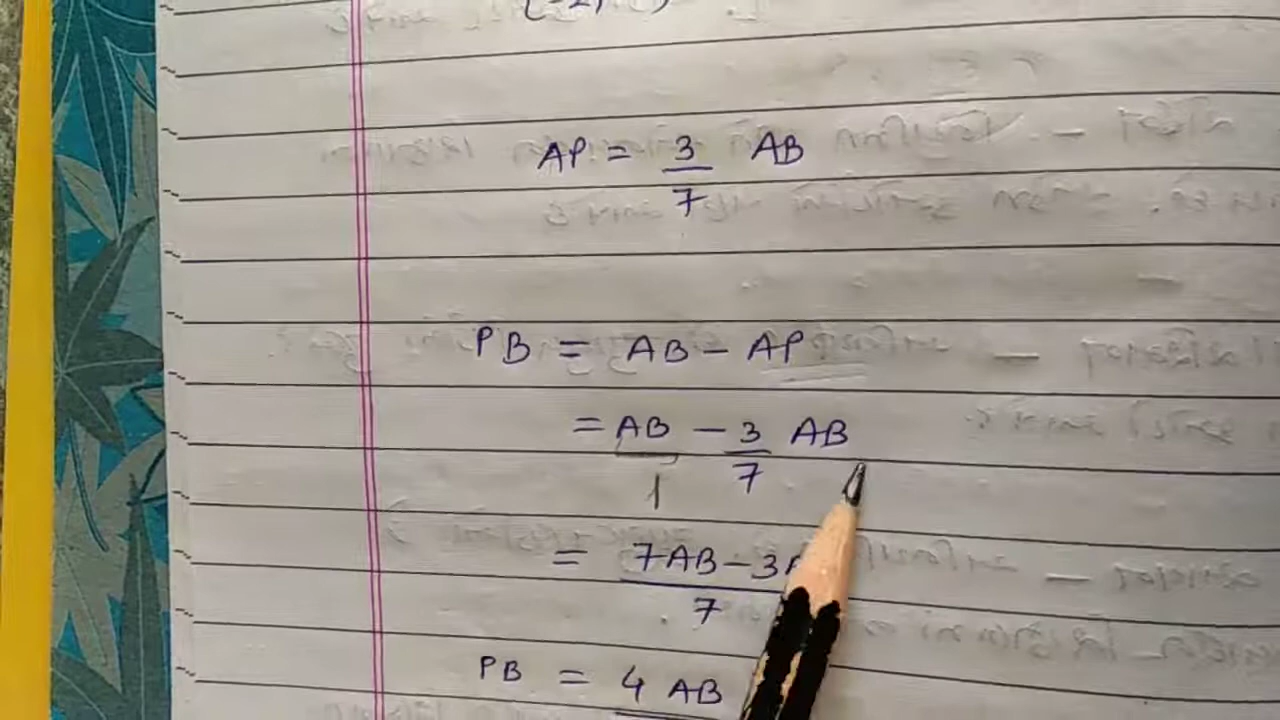 AP = 3/7 AB
PB = AB - AP
= AB - 3/7 AB
1
= 7AB - 3
7
PB = 4 AB